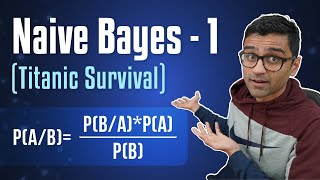 Naive Bayes - 1
(Titanic Survival)
P(A/B)= P(B/A)*P(A)
P(B)